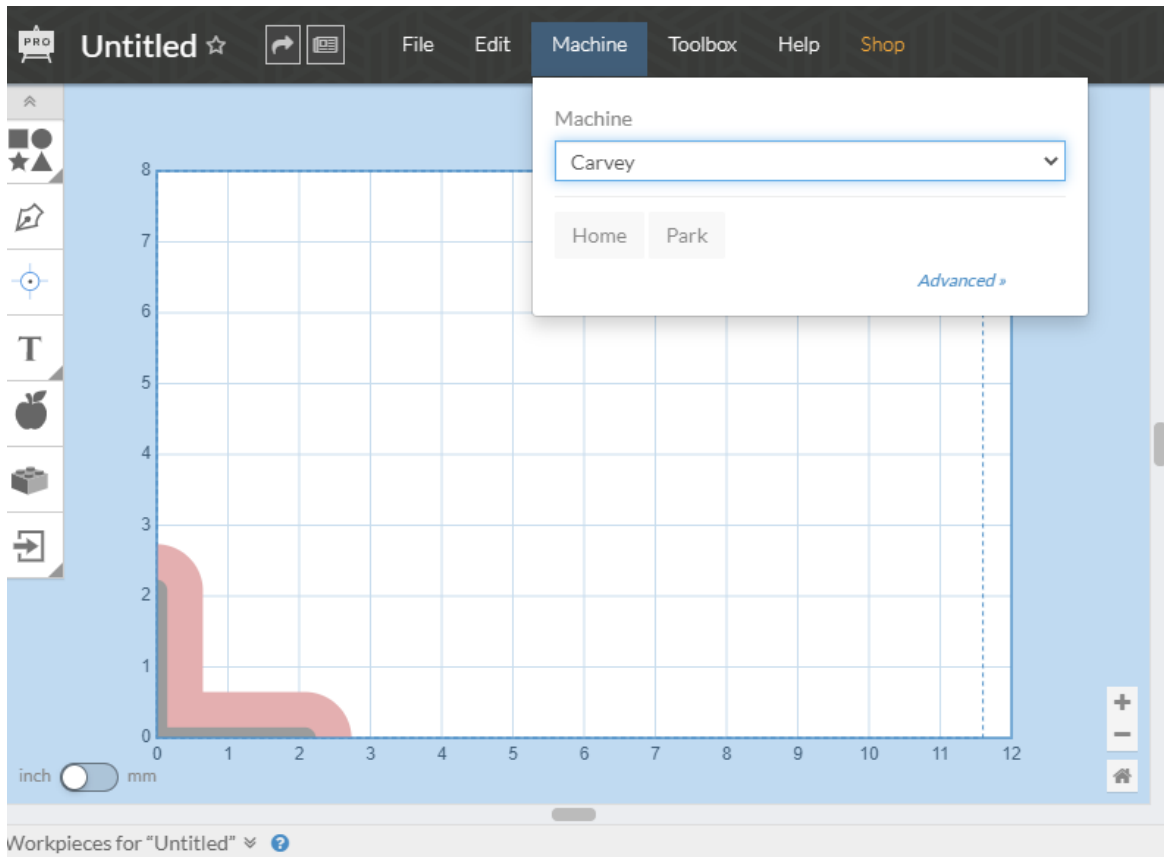 PRO Untitled File Edit Machine Toolbox Help Shop
Machine
Carvey
Home Park
Advanced »
8
7
6
5
4
3
2
1
0
0 1 2 3 4 5 6 7 8 9 10 11 12
T
+
−
inch mm
Workpieces for "Untitled" ?